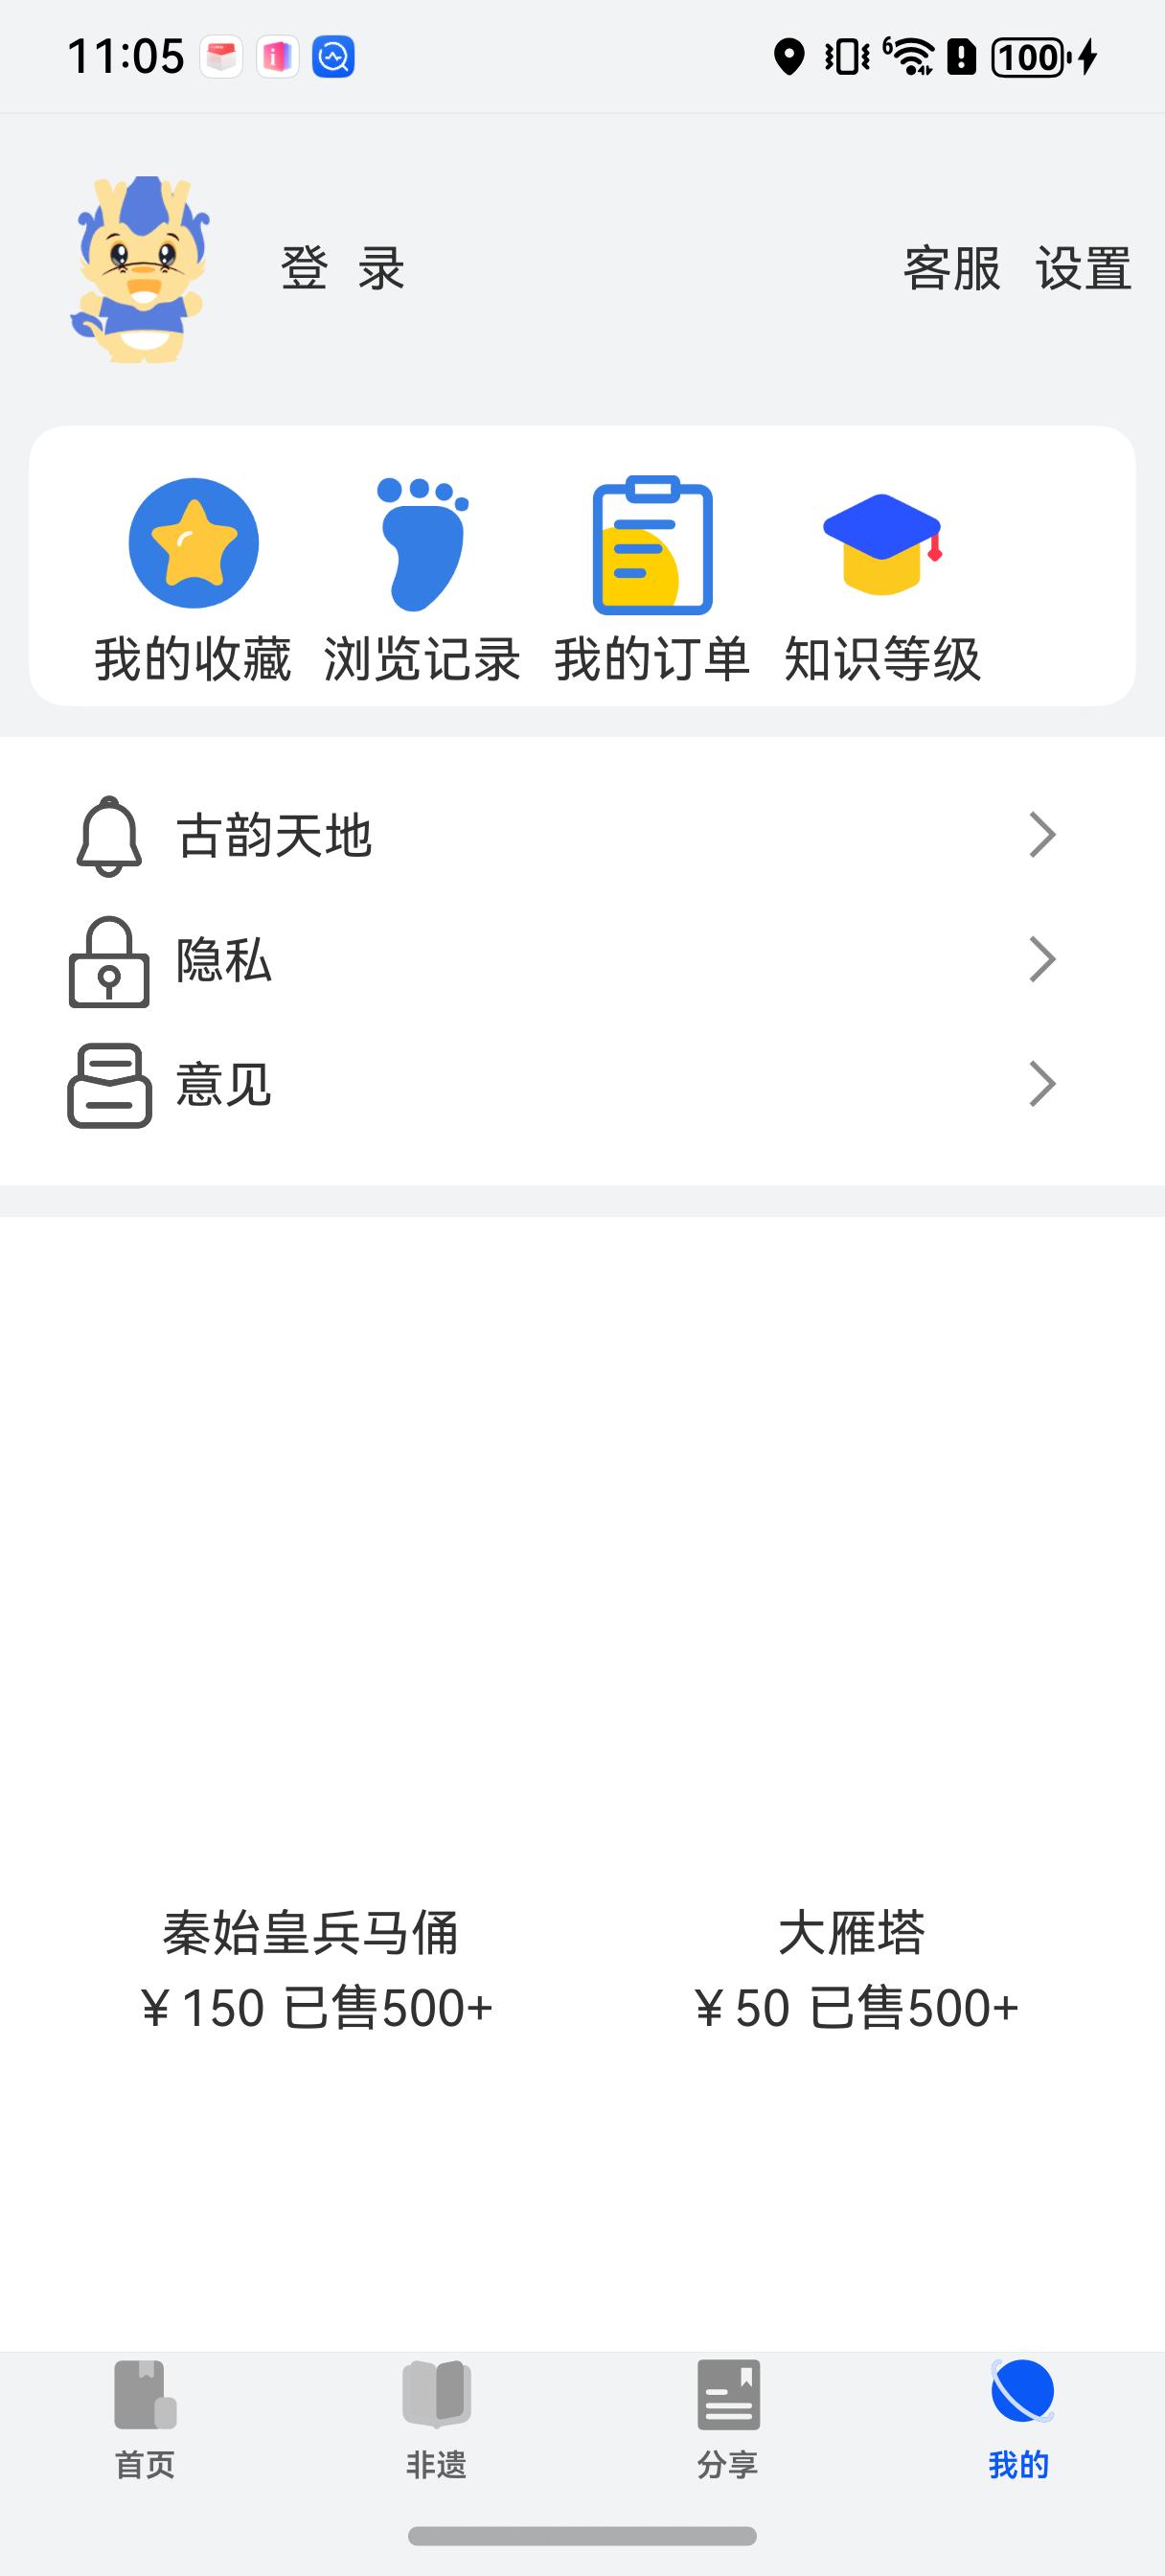 11:05
6 100
登 录 客服 设置
我的收藏 浏览记录 我的订单 知识等级
古韵天地
隐私
意见
秦始皇兵马俑 大雁塔
￥150 已售500+ ￥50 已售500+
首页 非遗 分享 我的